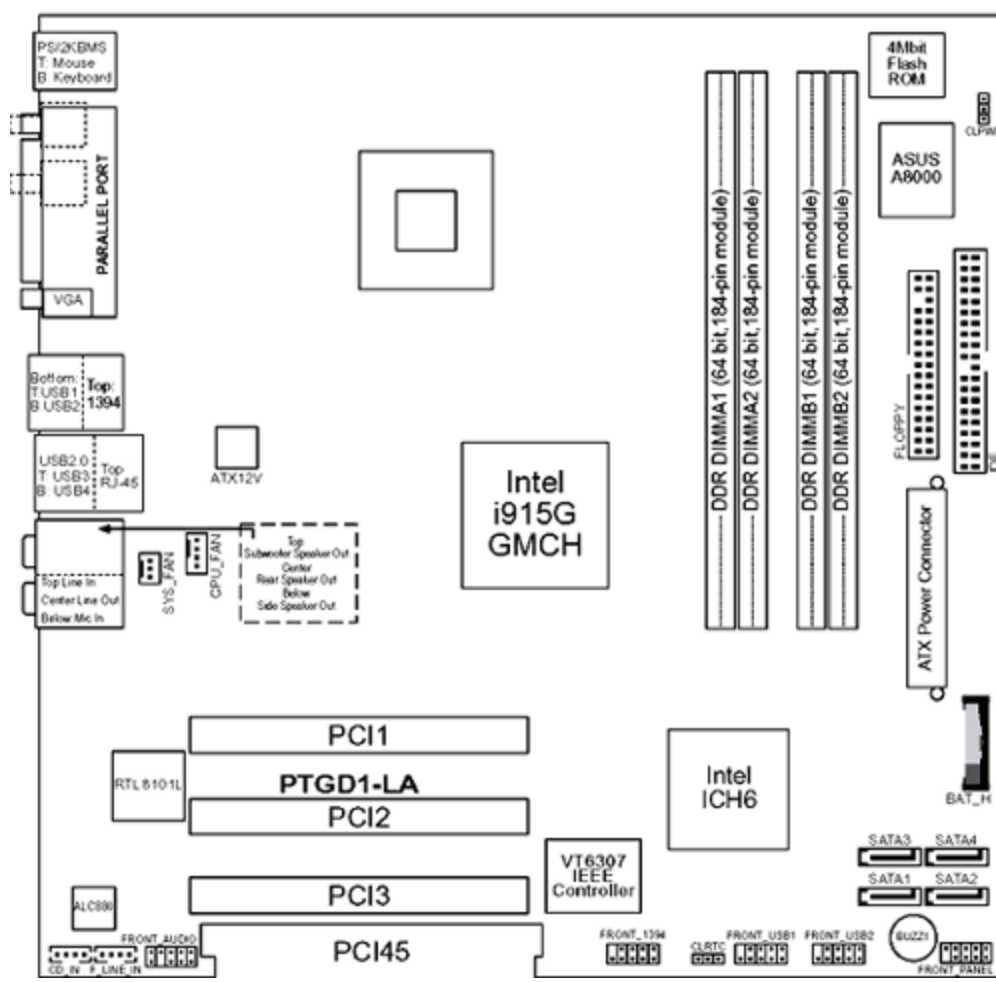 PS/2KBMS
T: Mouse
B: Keyboard
PARALLEL PORT
VGA
Bottom:
T:USB1
B:USB2
Top:
1394
USB2.0
T: USB3
B: USB4
Top
RJ-45
ATX12V
Top Line In
Center Line Out
Below Mic In
SYS_FAN
CPU_FAN
Top
Subwoofer Speaker Out
Center
Rear Speaker Out
Below
Side Speaker Out
Intel
i915G
GMCH
DDR DIMMA1 (64 bit,184-pin module)
DDR DIMMA2 (64 bit,184-pin module)
DDR DIMMB1 (64 bit,184-pin module)
DDR DIMMB2 (64 bit,184-pin module)
4Mbit
Flash
ROM
CLPW
ASUS
A8000
FLOPPY
ATX Power Connector
BAT_H
PCI1
PTGD1-LA
RTL8101L
PCI2
Intel
ICH6
VT6307
IEEE
Controller
SATA3
SATA4
SATA1
SATA2
ALC880
PCI3
PCI45
FRONT_AUDIO
CD_IN
F_LINE_IN
FRONT_1394
CLRTC
FRONT_USB1
FRONT_USB2
BUZZ1
FRONT_PANEL